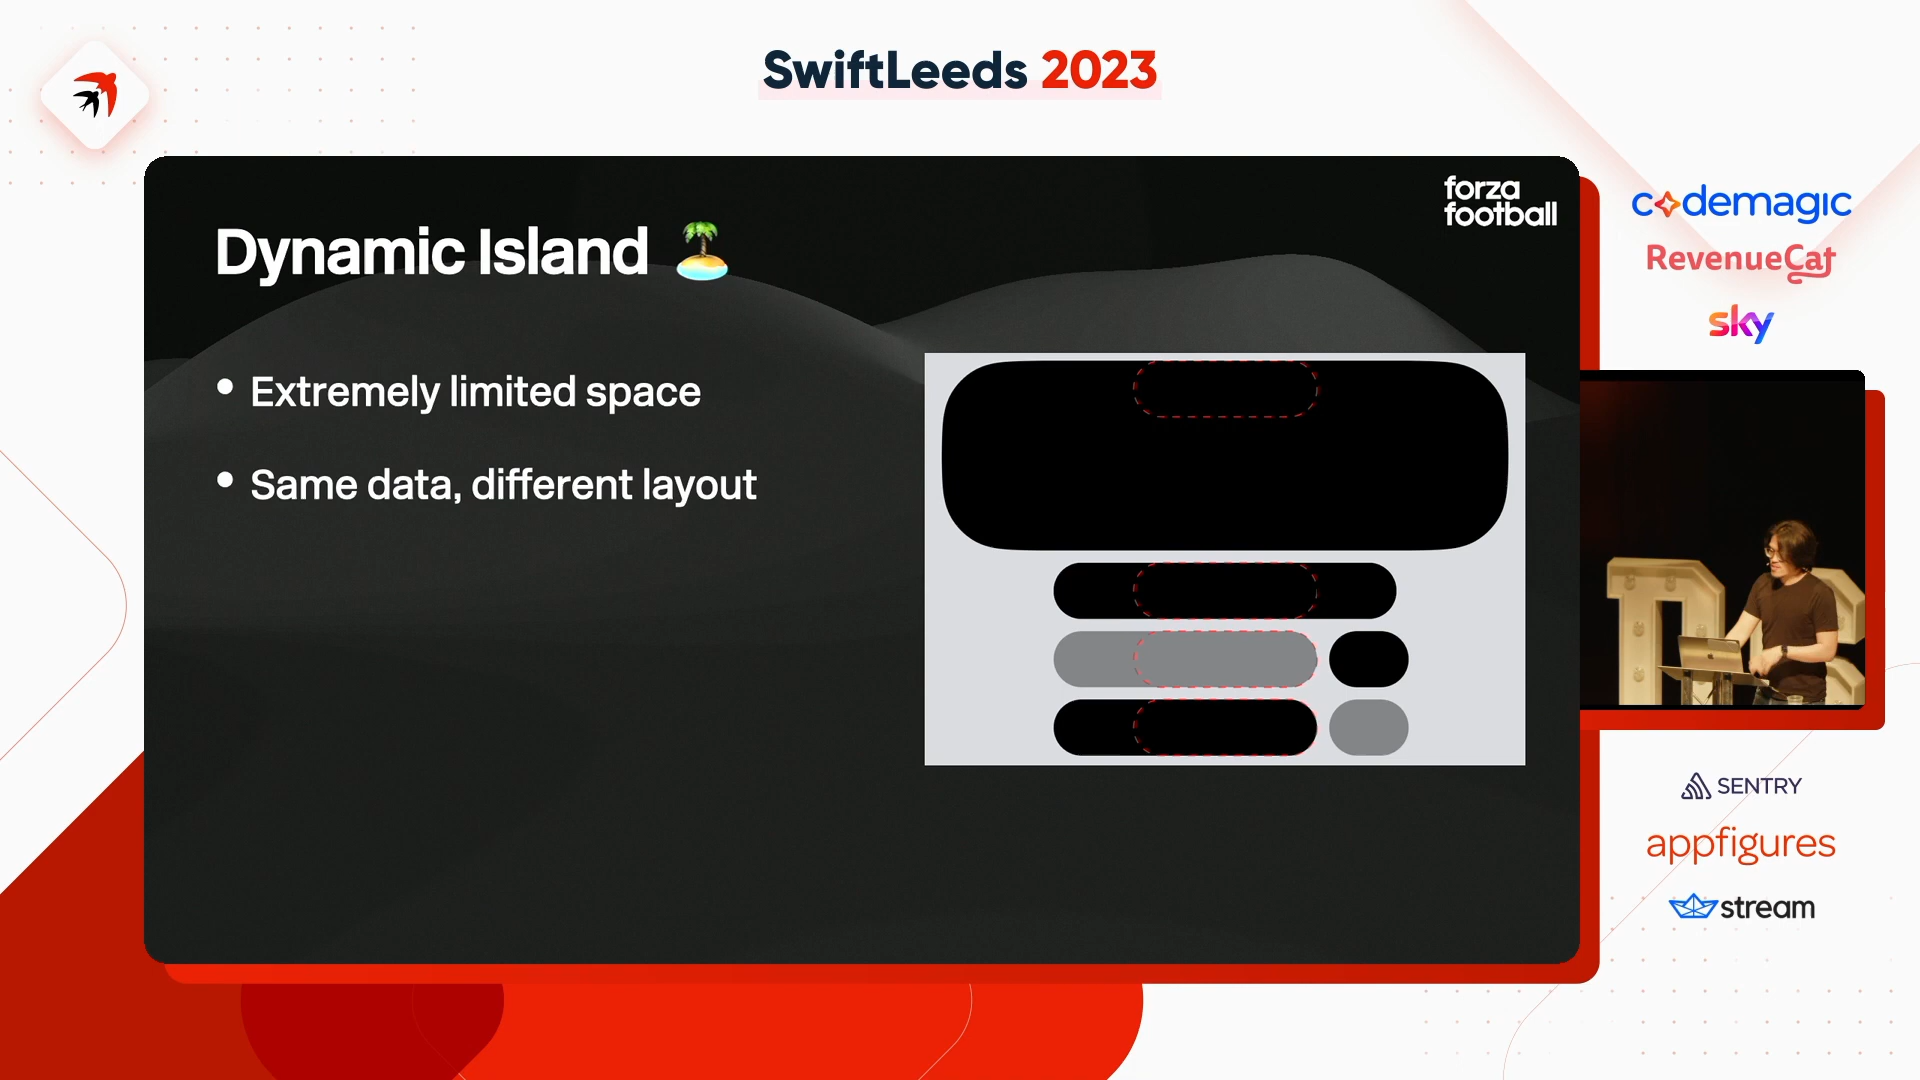 SwiftLeeds 2023
forza
football
Dynamic Island 🏝️
• Extremely limited space
• Same data, different layout
codemagic
RevenueCat
sky
SENTRY
appfigures
stream